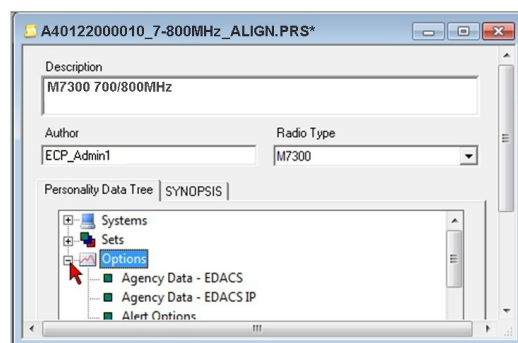 A40122000010_7-800MHz_ALIGN.PRS*
Description
M7300 700/800MHz
Author
Radio Type
ECP_Admin1
M7300
Personality Data Tree
SYNOPSIS
Systems
Sets
Options
Agency Data - EDACS
Agency Data - EDACS IP
Alert Options